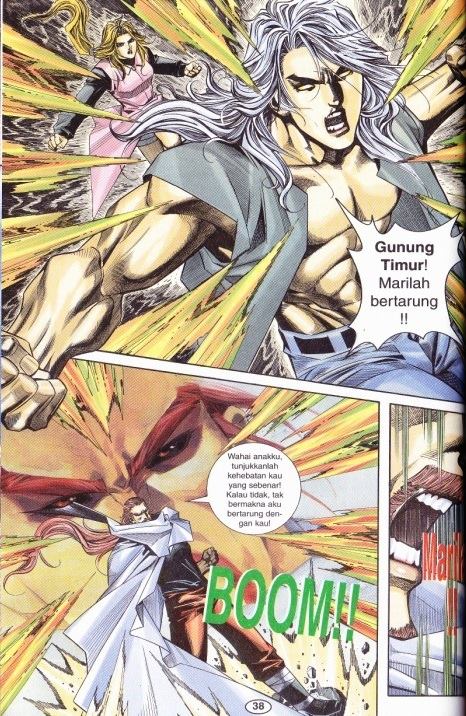 Gunung
Timur!
Marilah
bertarung
!!
Wahai anakku,
tunjukkanlah
kehebatan kau
yang sebenar!
Kalau tidak, tak
bermakna aku
bertarung den-
gan kau!
BOOM!!
!!
38